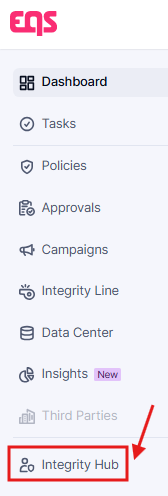 EQS
Dashboard
Tasks
Policies
Approvals
Campaigns
Integrity Line
Data Center
Insights New
Third Parties
Integrity Hub